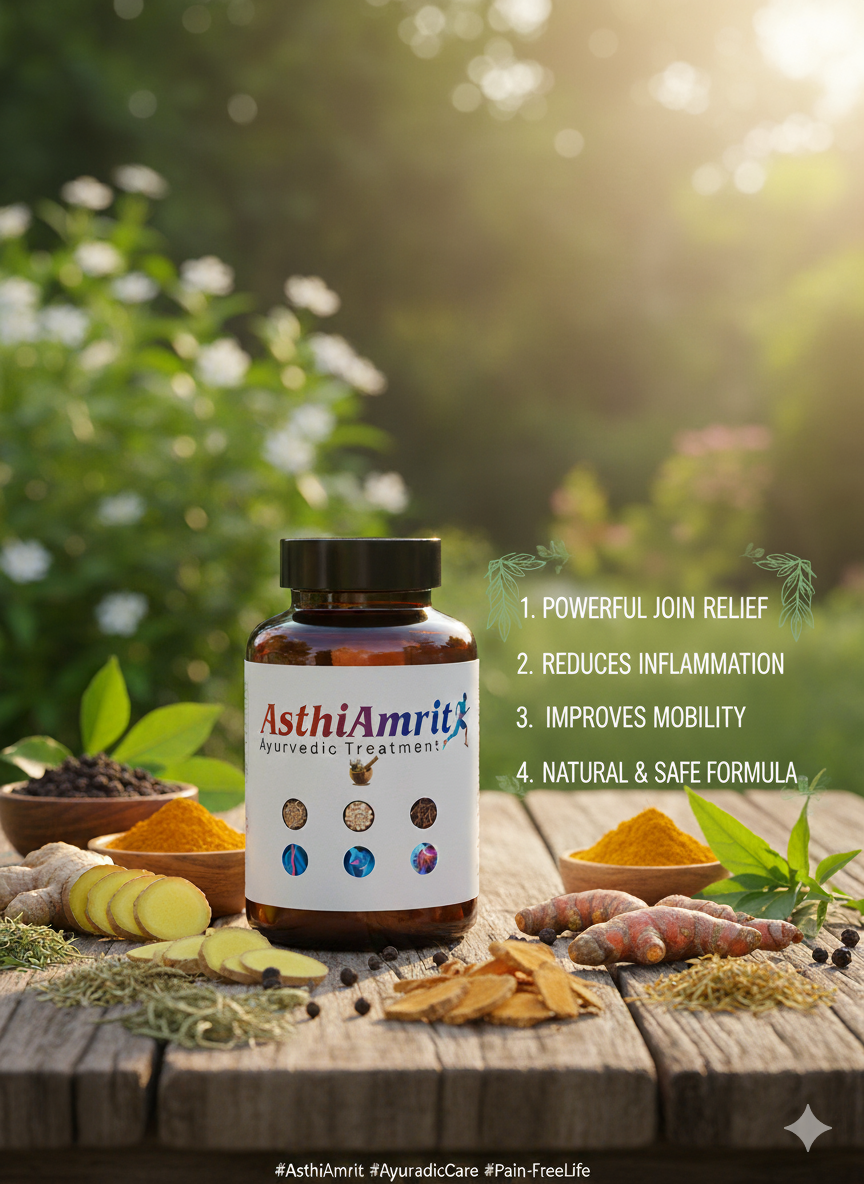 AsthiAmrit
Ayurvedic Treatment
1. POWERFUL JOIN RELIEF
2. REDUCES INFLAMMATION
3. IMPROVES MOBILITY
4. NATURAL & SAFE FORMULA
#AsthiAmrit #AyuradicCare #Pain-FreeLife